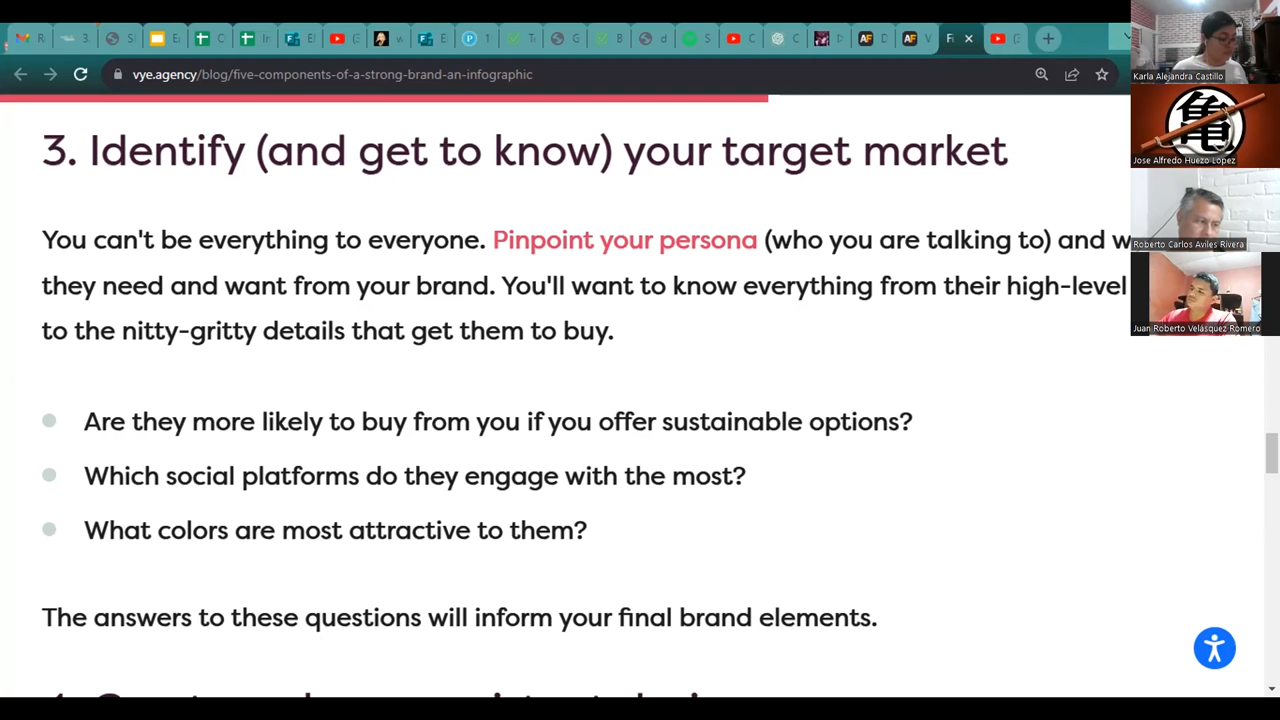 vye.agency/blog/five-components-of-a-strong-brand-an-infographic
3. Identify (and get to know) your target market
You can't be everything to everyone. Pinpoint your persona (who you are talking to) and w
they need and want from your brand. You'll want to know everything from their high-level
to the nitty-gritty details that get them to buy.
Are they more likely to buy from you if you offer sustainable options?
Which social platforms do they engage with the most?
What colors are most attractive to them?
The answers to these questions will inform your final brand elements.
Karla Alejandra Castillo
亀
Jose Alfredo Huezo Lopez
Roberto Carlos Aviles Rivera
Juan Roberto Velásquez Romero